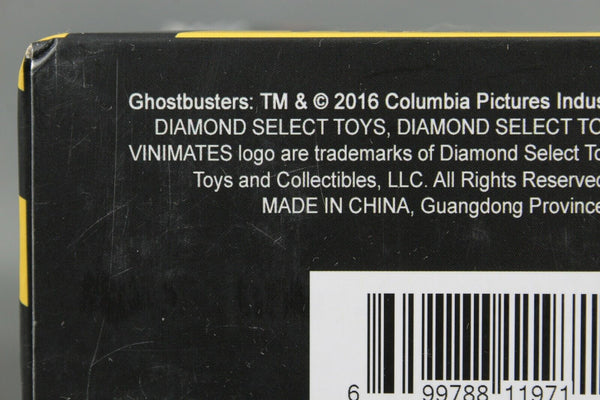 Ghostbusters: TM & © 2016 Columbia Pictures Indus
DIAMOND SELECT TOYS, DIAMOND SELECT TO
VINIMATES logo are trademarks of Diamond Select To
Toys and Collectibles, LLC. All Rights Reserved
MADE IN CHINA, Guangdong Province
6 99788 11971